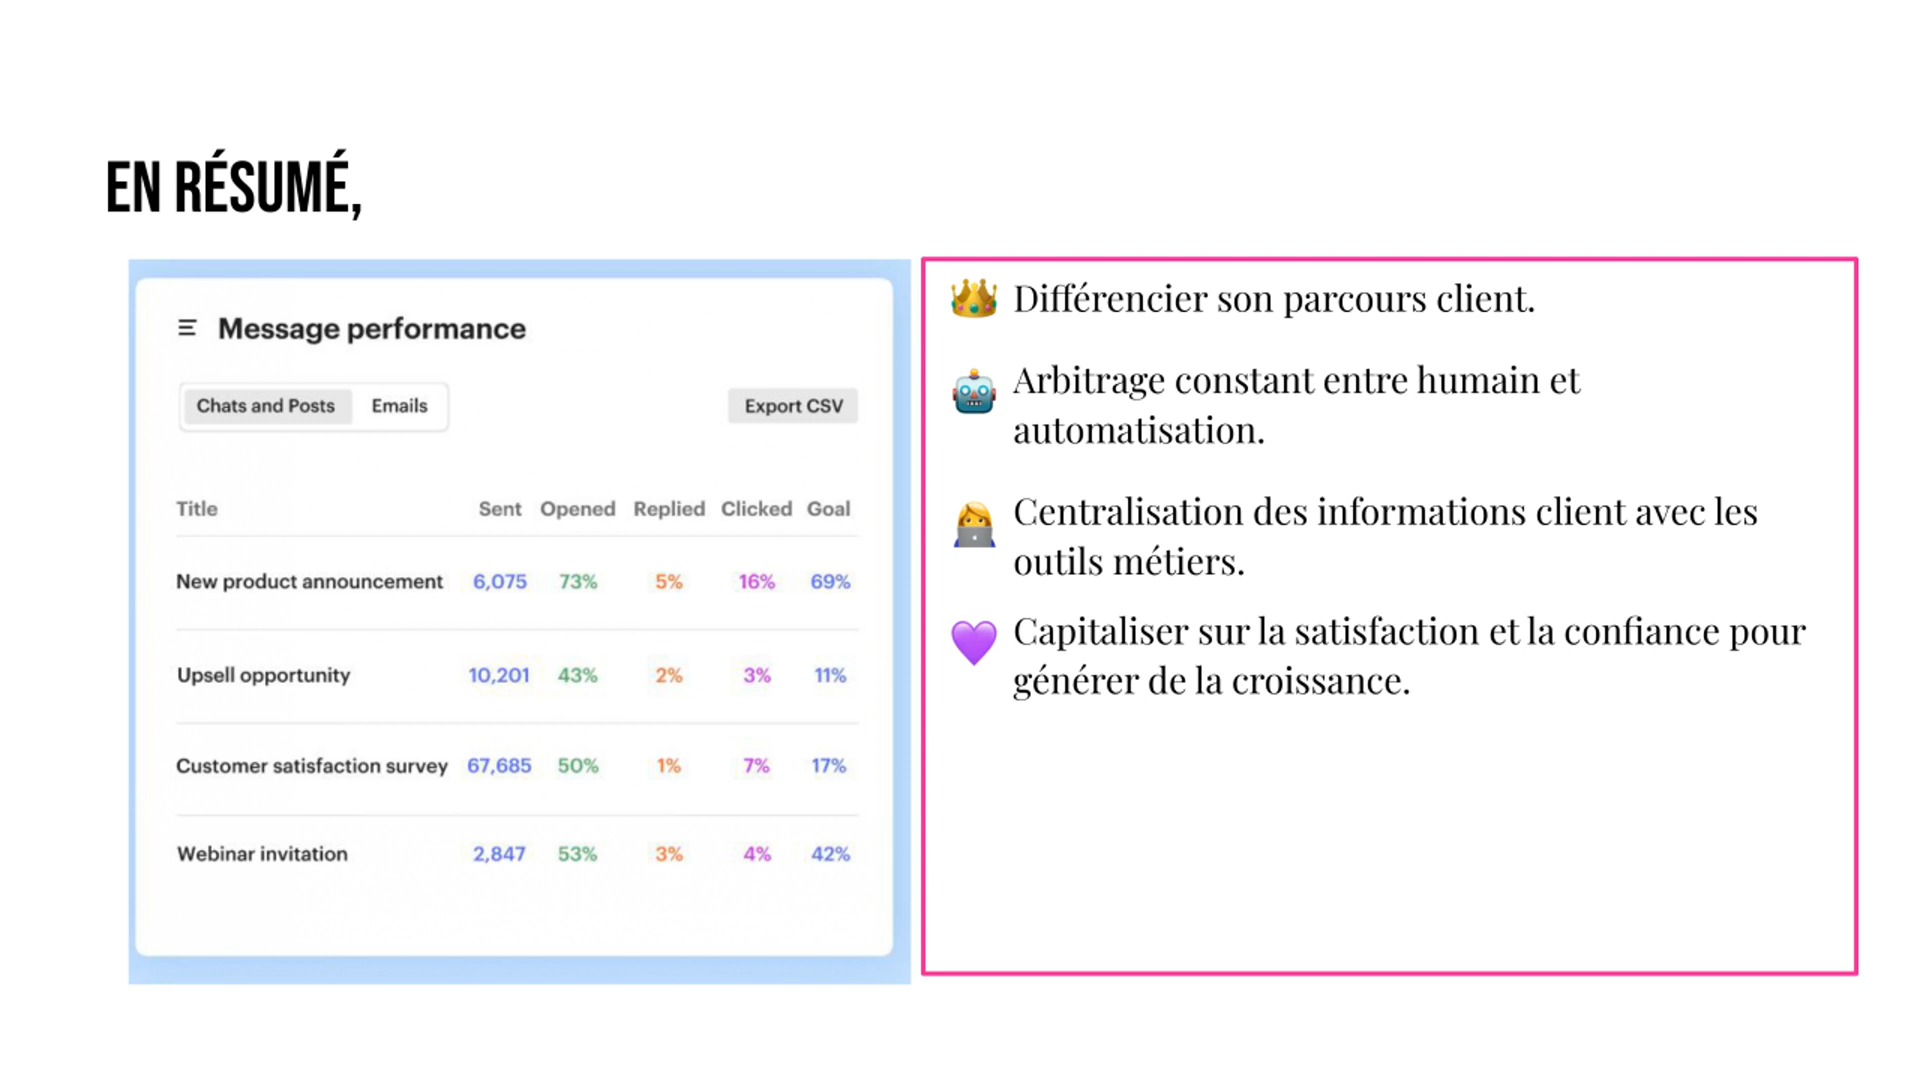 EN RÉSUMÉ,
Message performance
Chats and Posts Emails Export CSV
Title Sent Opened Replied Clicked Goal
New product announcement 6,075 73% 5% 16% 69%
Upsell opportunity 10,201 43% 2% 3% 11%
Customer satisfaction survey 67,685 50% 1% 7% 17%
Webinar invitation 2,847 53% 3% 4% 42%
Différencier son parcours client.
Arbitrage constant entre humain et
automatisation.
Centralisation des informations client avec les
outils métiers.
Capitaliser sur la satisfaction et la confiance pour
générer de la croissance.